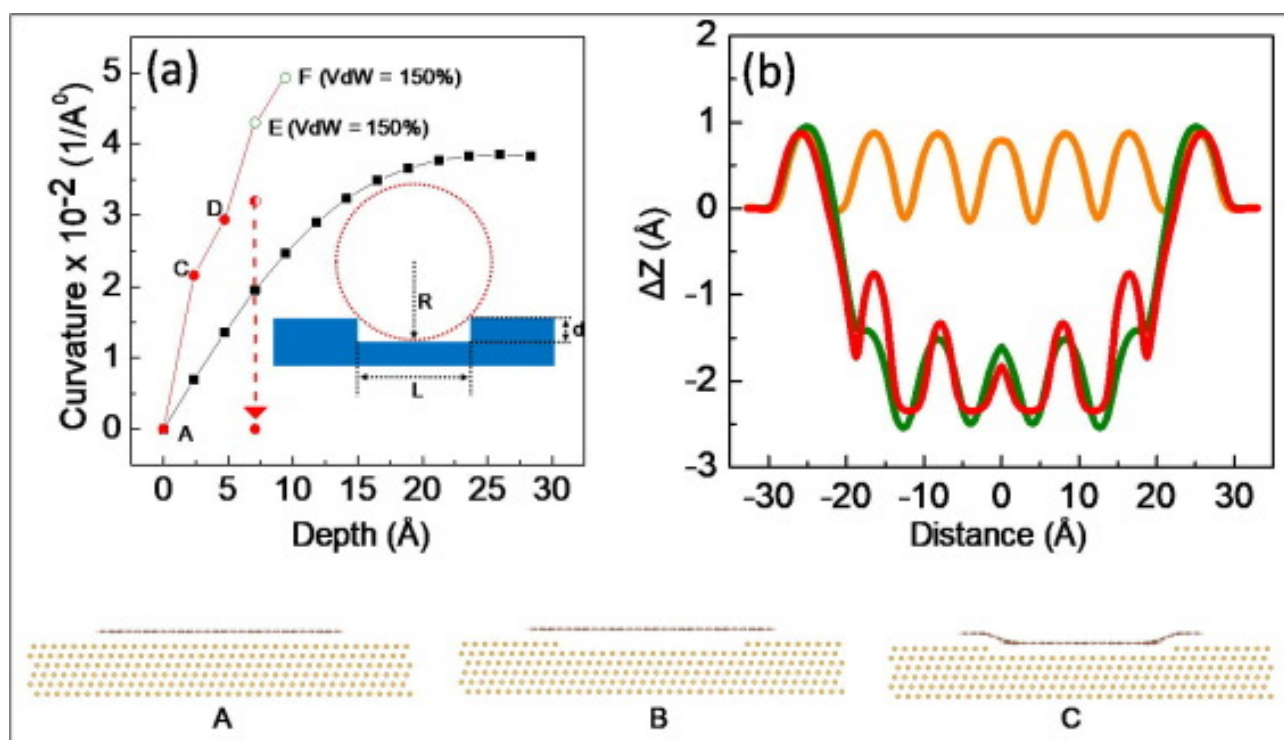 (a)
5
4
3
2
1
0
Curvature x 10⁻² (1/A⁰)
F (VdW = 150%)
E (VdW = 150%)
D
C
A
R
d
L
0 5 10 15 20 25 30
Depth (Å)
(b)
2
1
0
-1
-2
-3
ΔZ (Å)
-30 -20 -10 0 10 20 30
Distance (Å)
A B C